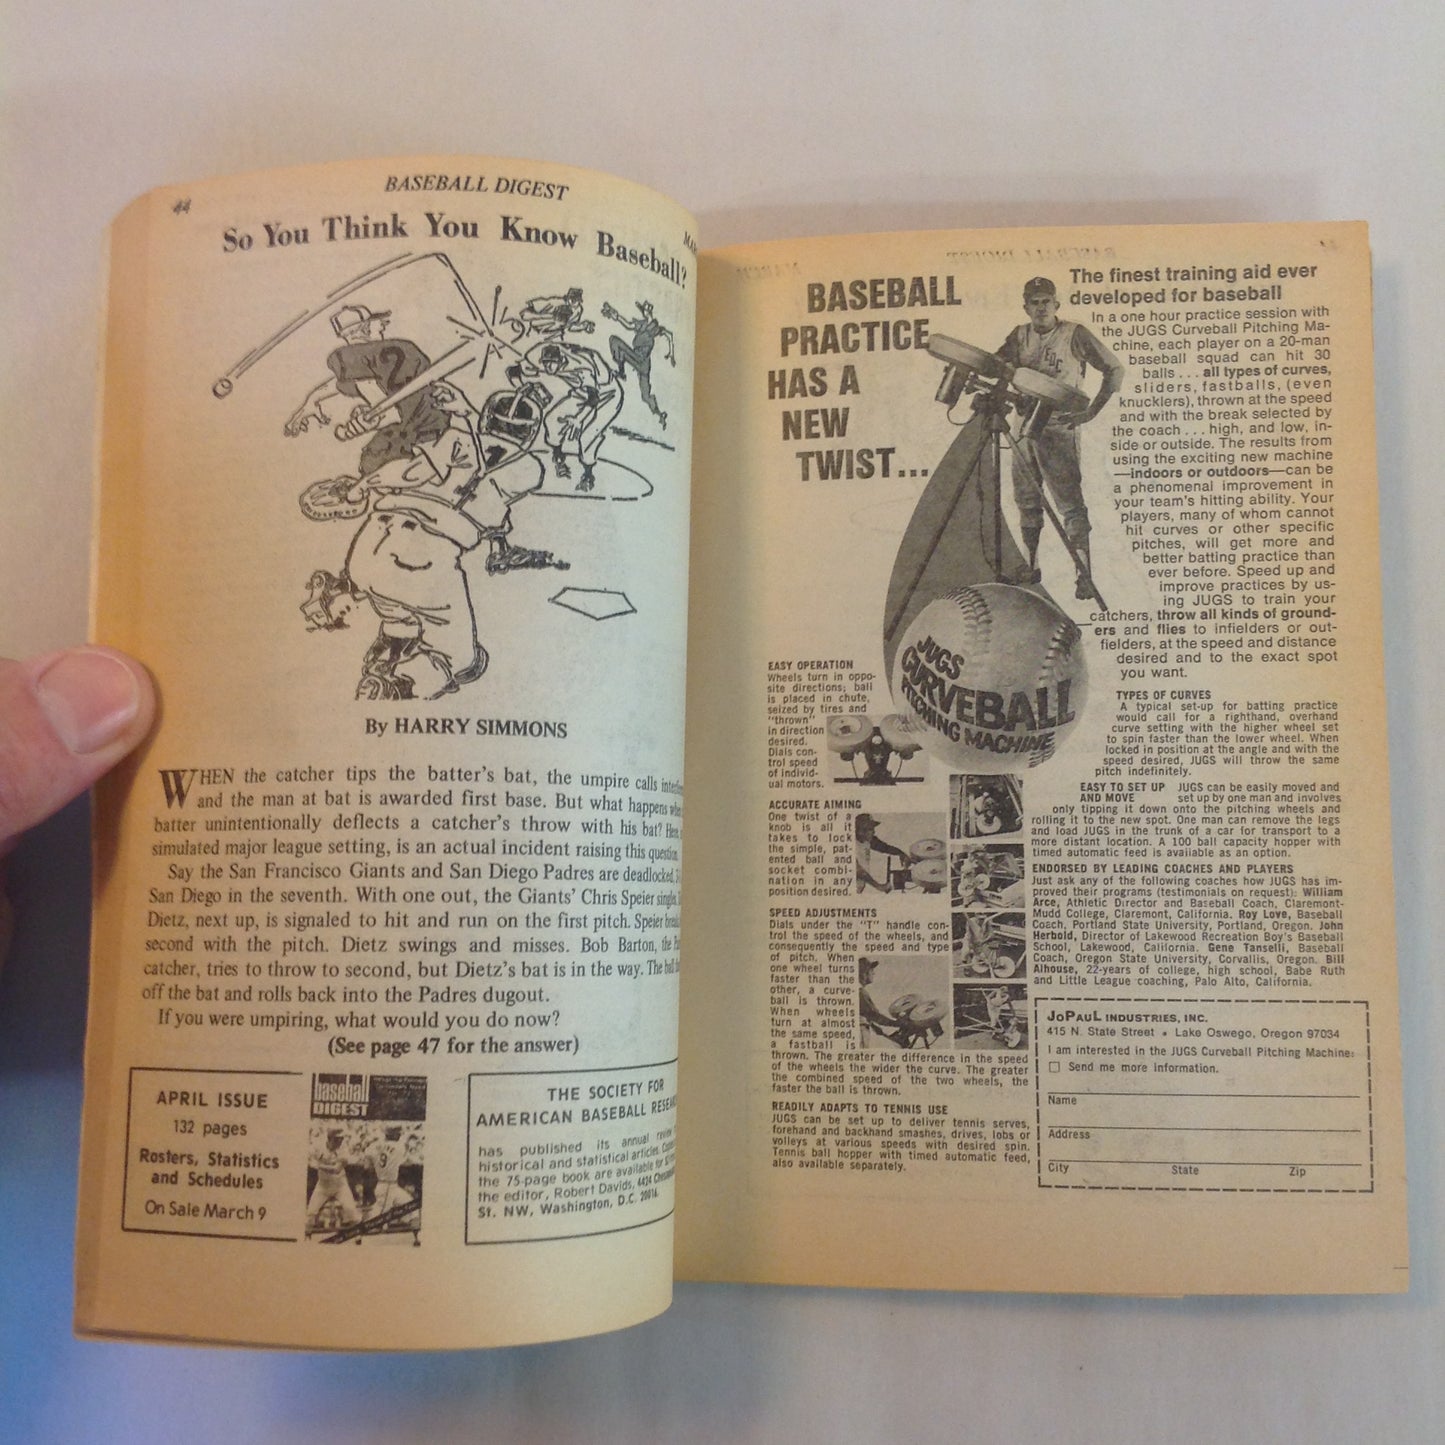 44
BASEBALL DIGEST
So You Think You Know Baseball?
2
By HARRY SIMMONS
WHEN the catcher tips the batter's bat, the umpire calls
and the man at bat is awarded first base. But what happens when
batter unintentionally deflects a catcher's throw with his bat?
simulated major league setting, is an actual incident raising this question.
Say the San Francisco Giants and San Diego Padres are deadlocked,
San Diego in the seventh. With one out, the Giants' Chris Speier singles.
Dietz, next up, is signaled to hit and run on the first pitch. Speier
second with the pitch. Dietz swings and misses. Bob Barton, the
catcher, tries to throw to second, but Dietz's bat is in the way. The ball
off the bat and rolls back into the Padres dugout.
If you were umpiring, what would you do now?
(See page 47 for the answer)
APRIL ISSUE
132 pages
Rosters, Statistics
and Schedules
On Sale March 9
baseball
DIGEST
9
THE SOCIETY FOR
AMERICAN BASEBALL
has published its annual review
historical and statistical articles.
the 75-page book are available for
the editor, Robert Davids, 4424
St. NW, Washington, D.C. 20016.
BASEBALL
PRACTICE
HAS A
NEW
TWIST...
The finest training aid ever
developed for baseball
In a one hour practice session with
the JUGS Curveball Pitching Ma-
chine, each player on a 20-man
baseball squad can hit 30
balls . . . all types of curves,
sliders, fastballs, (even
knucklers), thrown at the speed
and with the break selected by
the coach . . . high, and low, in-
side or outside. The results from
using the exciting new machine
—indoors or outdoors—can be
a phenomenal improvement in
your team's hitting ability. Your
players, many of whom cannot
hit curves or other specific
pitches, will get more and
better batting practice than
ever before. Speed up and
improve practices by us-
ing JUGS to train your
catchers, throw all kinds of ground-
ers and flies to infielders or out-
fielders, at the speed and distance
desired and to the exact spot
you want.
JUGS
CURVEBALL
PITCHING MACHINE
EASY OPERATION
Wheels turn in oppo-
site directions; ball
is placed in chute,
seized by tires and
"thrown"
in direction
desired.
Dials con-
trol speed
of individ-
ual motors.
ACCURATE AIMING
One twist of a
knob is all it
takes to lock
the simple, pat-
ented ball and
socket combi-
nation in any
position desired.
SPEED ADJUSTMENTS
Dials under the "T" handle con-
trol the speed of the wheels, and
consequently the speed and type
of pitch. When
one wheel turns
faster than the
other, a curve-
ball is thrown.
When wheels
turn at almost
the same speed,
a fastball is
thrown. The greater the difference in the speed
of the wheels the wider the curve. The greater
the combined speed of the two wheels, the
faster the ball is thrown.
READILY ADAPTS TO TENNIS USE
JUGS can be set up to deliver tennis serves,
forehand and backhand smashes, drives, lobs or
volleys at various speeds with desired spin.
Tennis ball hopper with timed automatic feed,
also available separately.
TYPES OF CURVES
A typical set-up for batting practice
would call for a righthand, overhand
curve setting with the higher wheel set
to spin faster than the lower wheel. When
locked in position at the angle and with the
speed desired, JUGS will throw the same
pitch indefinitely.
EASY TO SET UP JUGS can be easily moved and
AND MOVE set up by one man and involves
only tipping it down onto the pitching wheels and
rolling it to the new spot. One man can remove the legs
and load JUGS in the trunk of a car for transport to a
more distant location. A 100 ball capacity hopper with
timed automatic feed is available as an option.
ENDORSED BY LEADING COACHES AND PLAYERS
Just ask any of the following coaches how JUGS has im-
proved their programs (testimonials on request): William
Arce, Athletic Director and Baseball Coach, Claremont-
Mudd College, Claremont, California. Roy Love, Baseball
Coach, Portland State University, Portland, Oregon. John
Herbold, Director of Lakewood Recreation Boy's Baseball
School, Lakewood, California. Gene Tanselli, Baseball
Coach, Oregon State University, Corvallis, Oregon. Bill
Alhouse, 22-years of college, high school, Babe Ruth
and Little League coaching, Palo Alto, California.
JoPauL INDUSTRIES, INC.
415 N. State Street • Lake Oswego, Oregon 97034
I am interested in the JUGS Curveball Pitching Machine:
Send me more information.
Name
Address
City State Zip